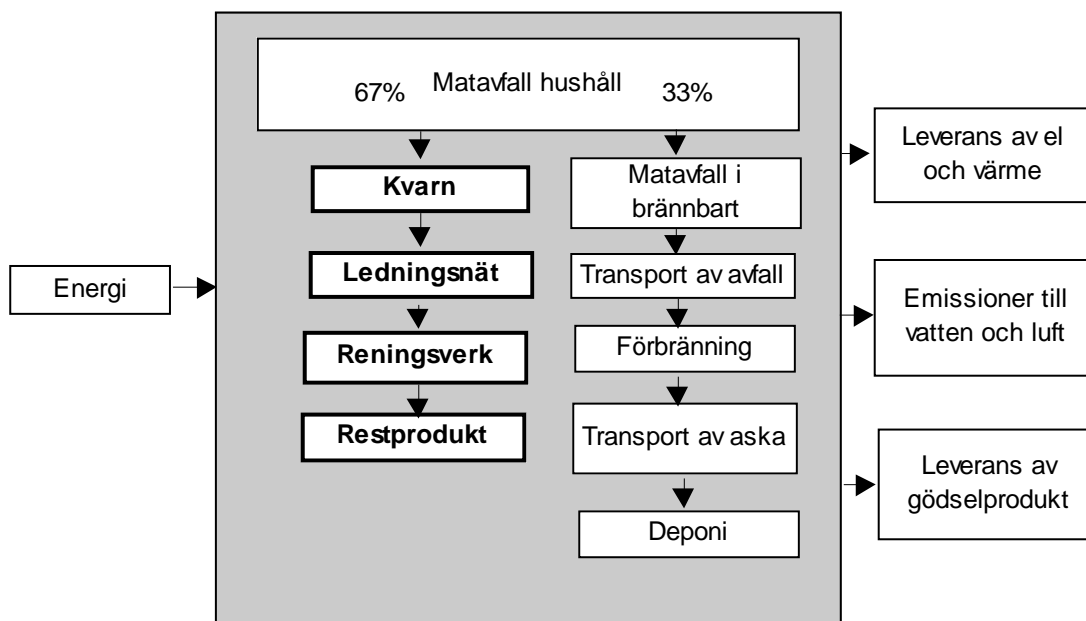 Matavfall hushåll
67%
33%
Kvarn
Ledningsnät
Reningsverk
Restprodukt
Matavfall i
brännbart
Transport av avfall
Förbränning
Transport av aska
Deponi
Energi
Leverans av el
och värme
Emissioner till
vatten och luft
Leverans av
gödselprodukt